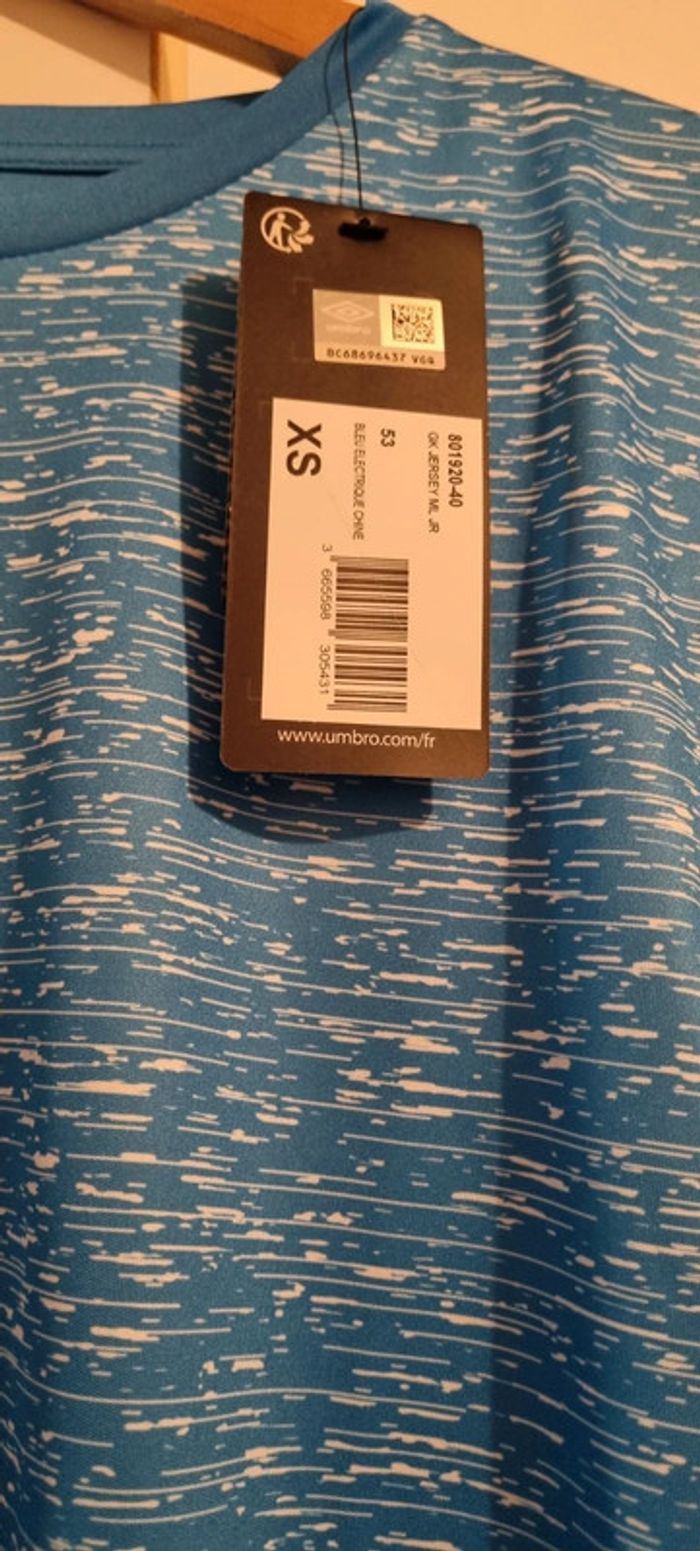 umbro
BC68696437 VGQ
801920-40
GK JERSEY ML JR
53
BLEU ELECTRIQUE CHINE
XS
3 665598 305431
www.umbro.com/fr